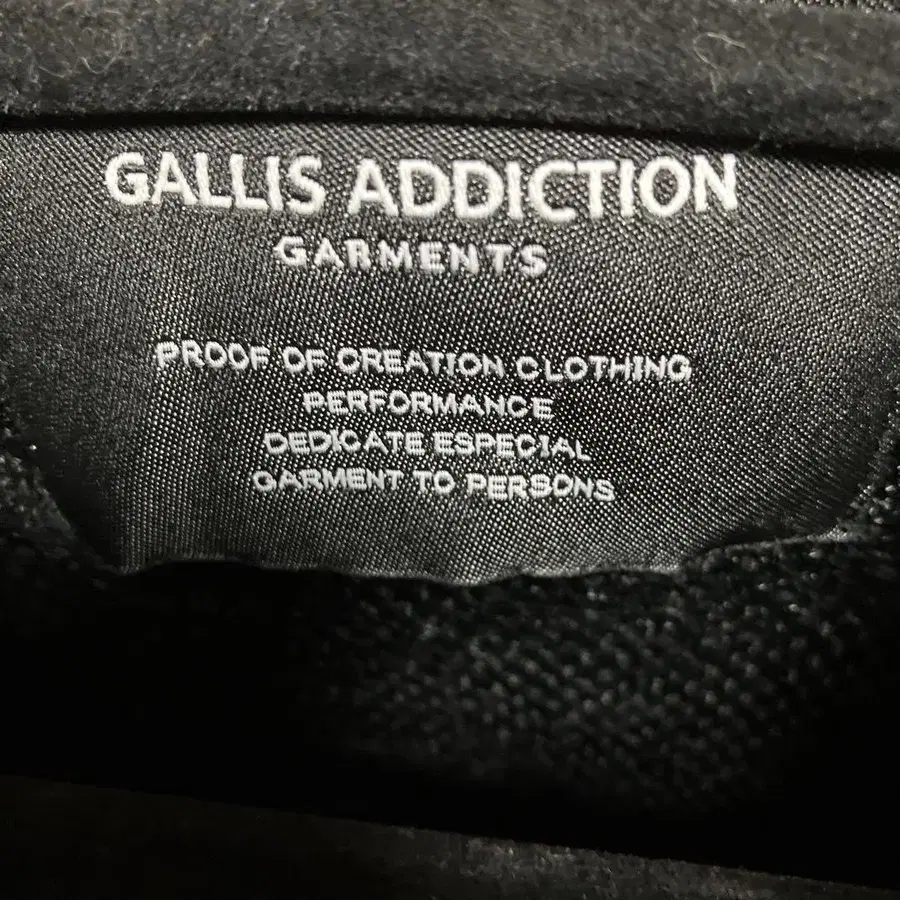 GALLIS ADDICTION
GARMENTS
PROOF OF CREATION CLOTHING
PERFORMANCE
DEDICATE ESPECIAL
GARMENT TO PERSONS